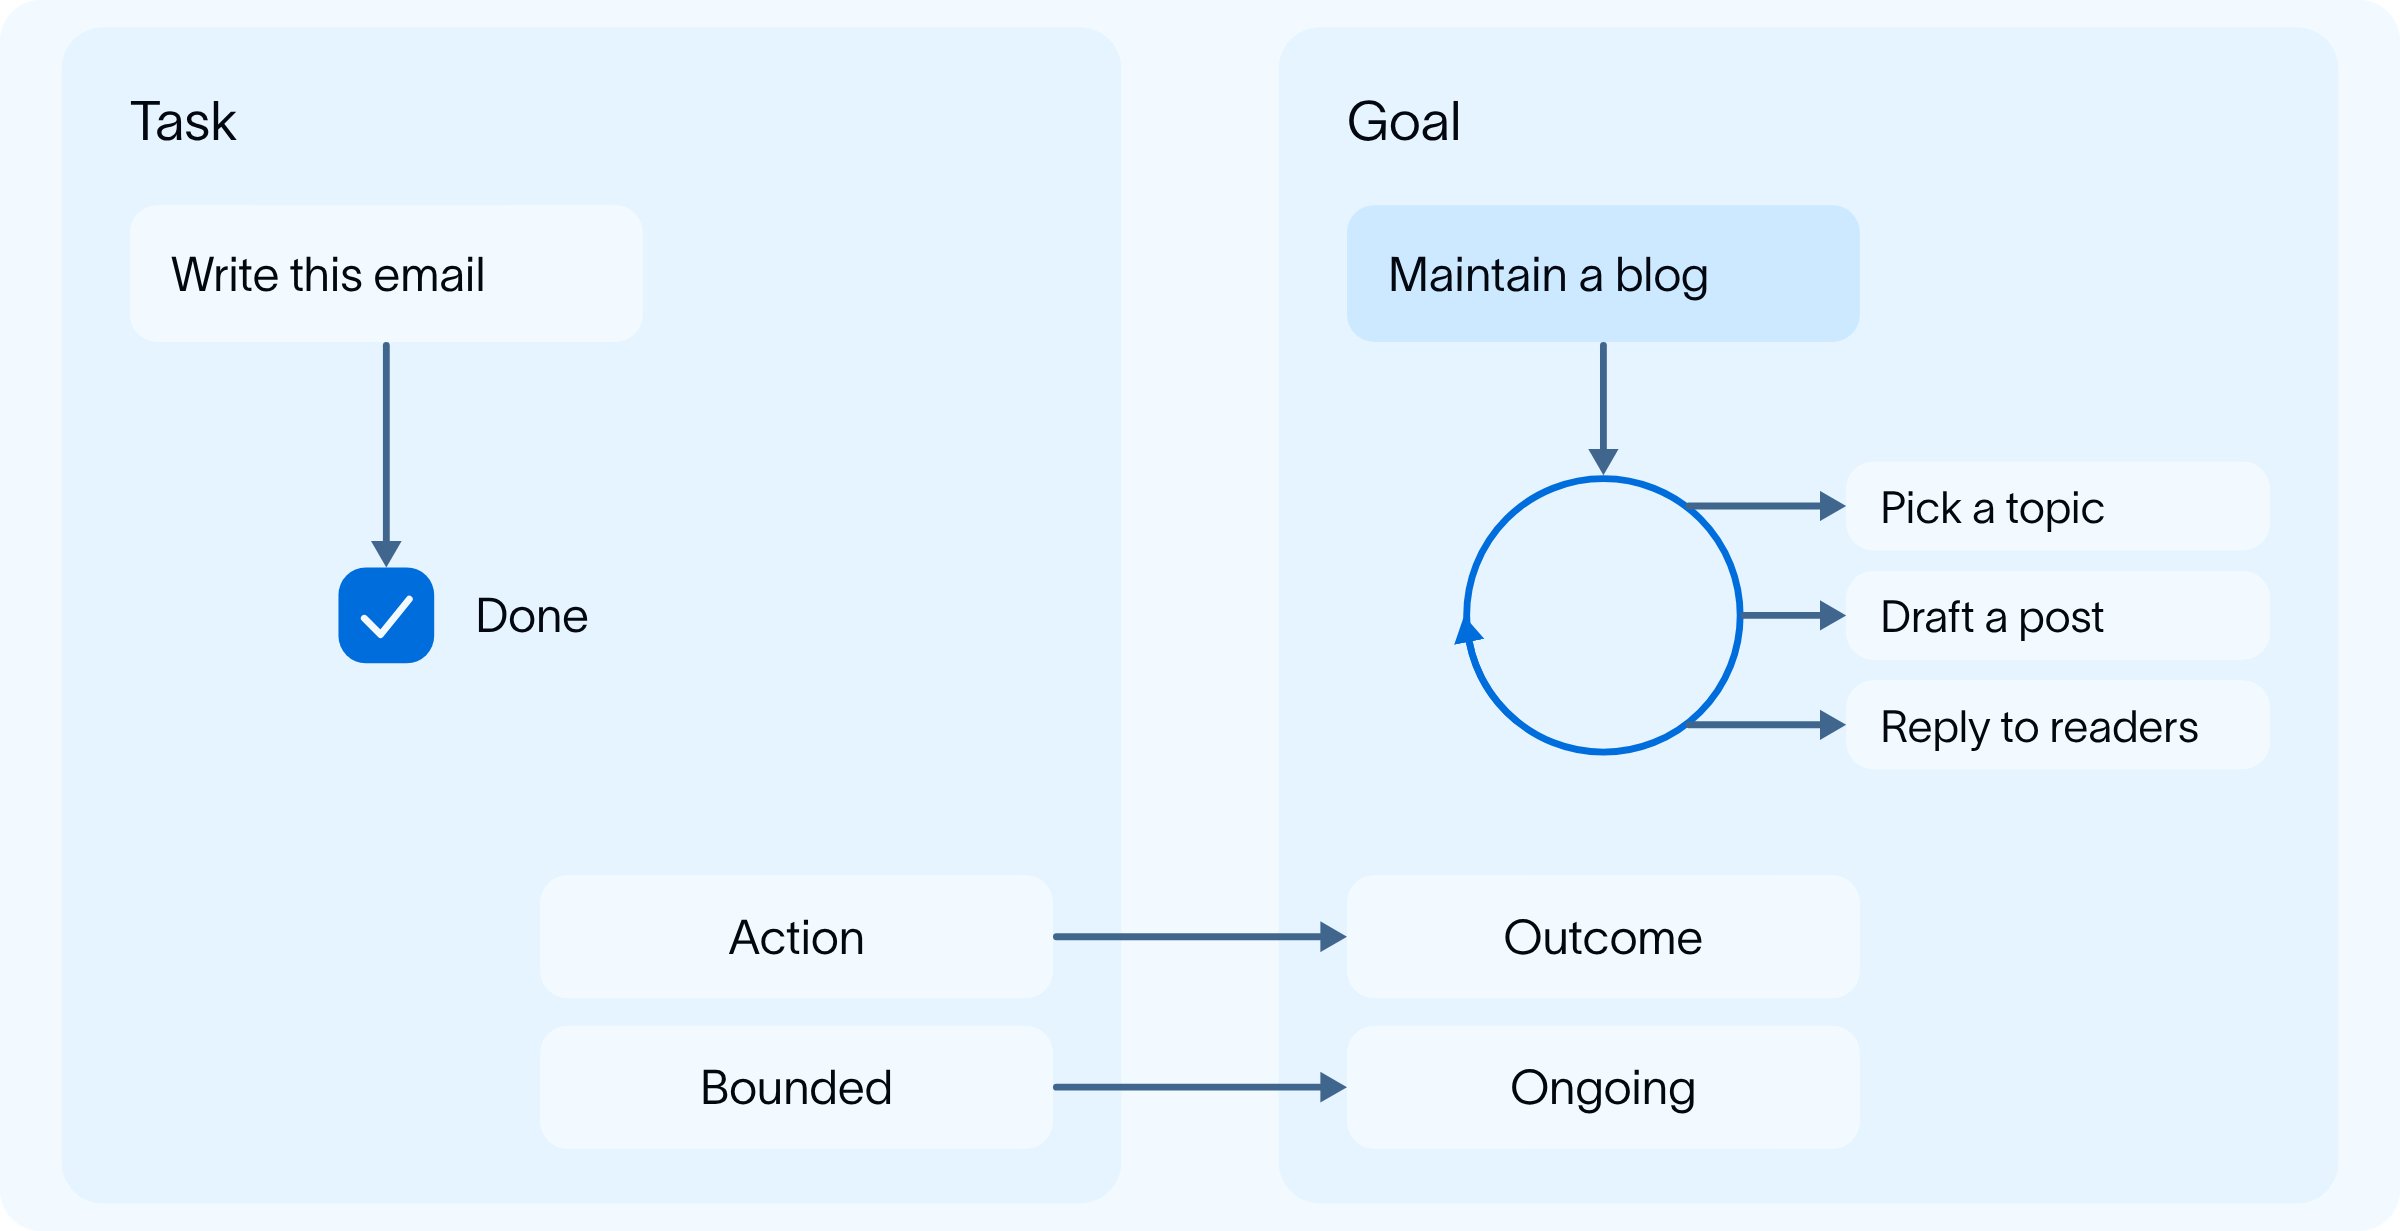 Task
Write this email
Done
Goal
Maintain a blog
Pick a topic
Draft a post
Reply to readers
Action
Outcome
Bounded
Ongoing